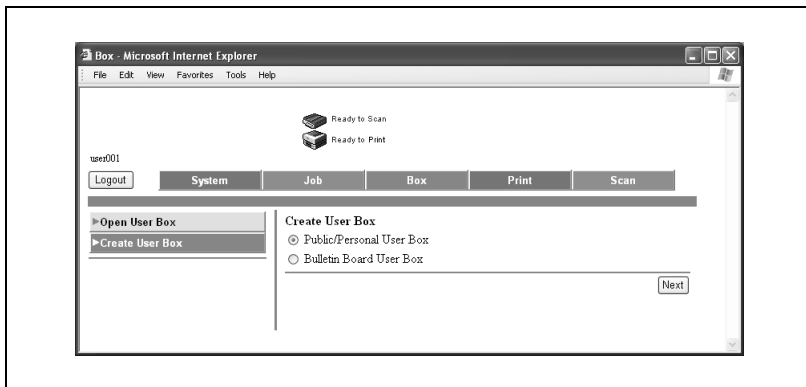 Box - Microsoft Internet Explorer
File Edit View Favorites Tools Help
Ready to Scan
Ready to Print
user001
Logout System Job Box Print Scan
Open User Box
Create User Box
Create User Box
Public/Personal User Box
Bulletin Board User Box
Next